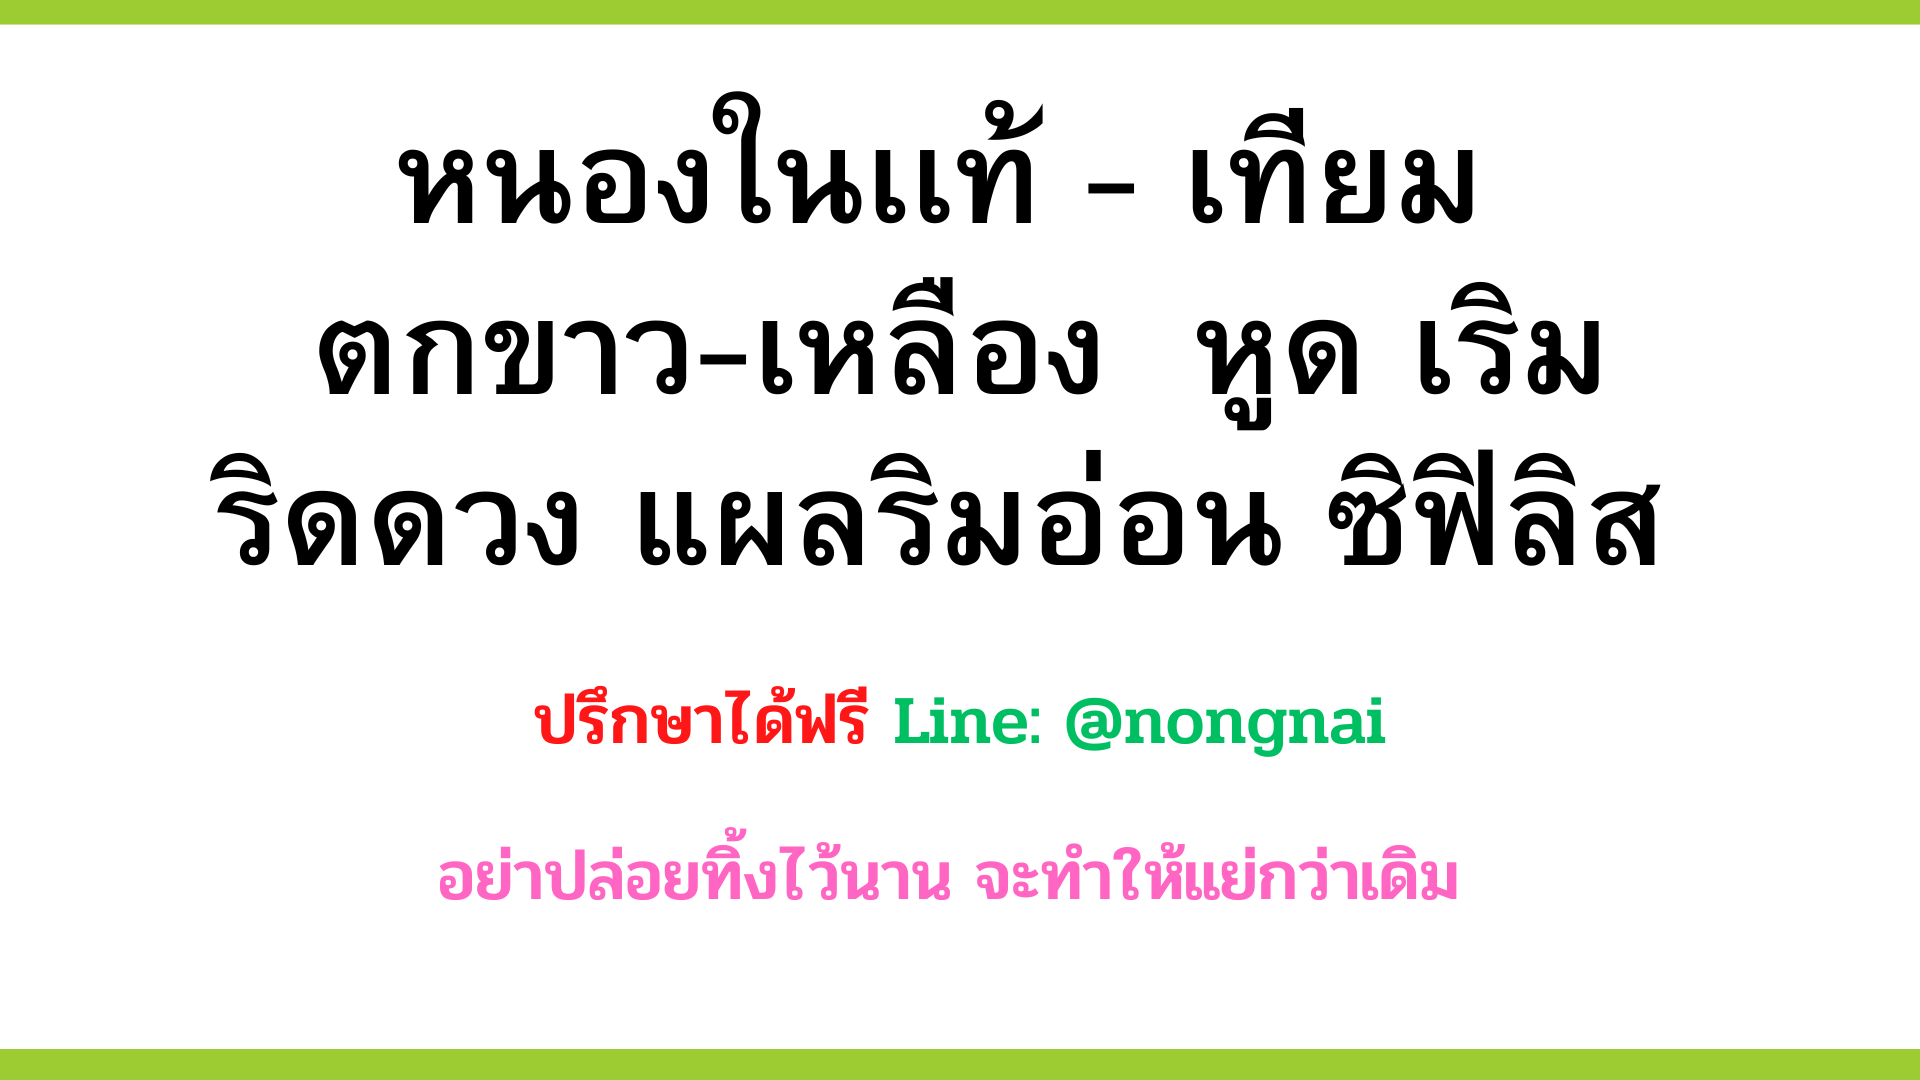 หนองในแท้ - เทียม
ตกขาว-เหลือง หูด เริม
ริดดวง แผลริมอ่อน ซิฟิลิส
ปรึกษาได้ฟรี Line: @nongnai
อย่าปล่อยทิ้งไว้นาน จะทำให้แย่กว่าเดิม